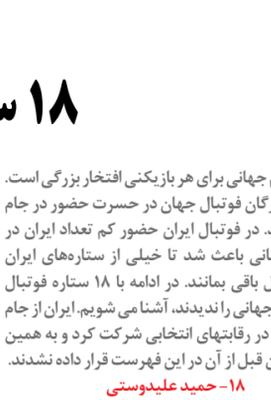 ۱۸
جهانی برای هر بازیکنی افتخار بزرگی است.
گان فوتبال جهان در حسرت حضور در جام
در فوتبال ایران حضور کم تعداد ایران در
باعث شد تا خیلی از ستاره‌های ایران
باقی بمانند. در ادامه با ۱۸ ستاره فوتبال
جهانی را ندیدند، آشنا می شویم. ایران از جام
در رقابتهای انتخابی شرکت کرد و به همین
قبل از آن در این فهرست قرار داده نشدند.
۱۸- حمید علیدوستی